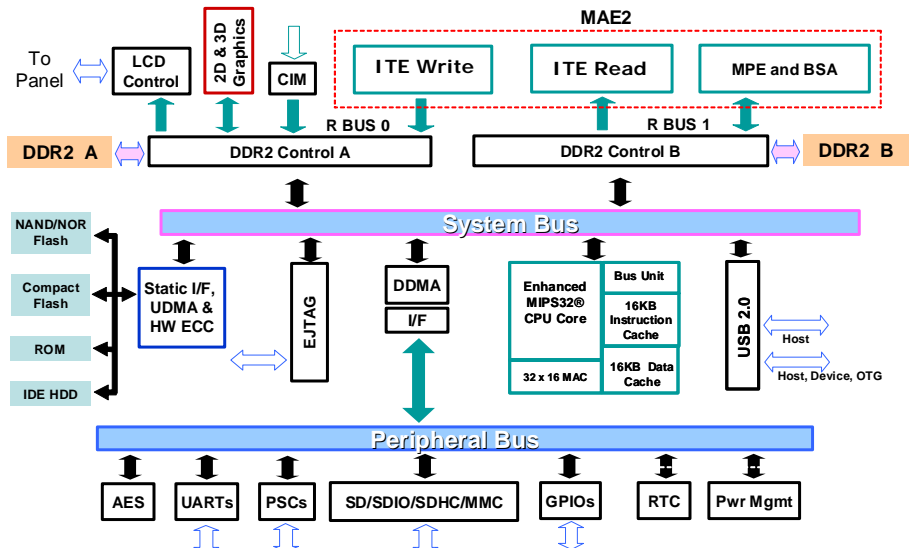 MAE2
To
Panel
LCD
Control
2D & 3D
Graphics
CIM
ITE Write
ITE Read
MPE and BSA
R BUS 0
R BUS 1
DDR2 A
DDR2 Control A
DDR2 Control B
DDR2 B
System Bus
NAND/NOR
Flash
Compact
Flash
ROM
IDE HDD
Static I/F,
UDMA &
HW ECC
EJTAG
DDMA
I/F
Enhanced
MIPS32®
CPU Core
32 x 16 MAC
Bus Unit
16KB
Instruction
Cache
16KB Data
Cache
USB 2.0
Host
Host, Device, OTG
Peripheral Bus
AES
UARTs
PSCs
SD/SDIO/SDHC/MMC
GPIOs
RTC
Pwr Mgmt